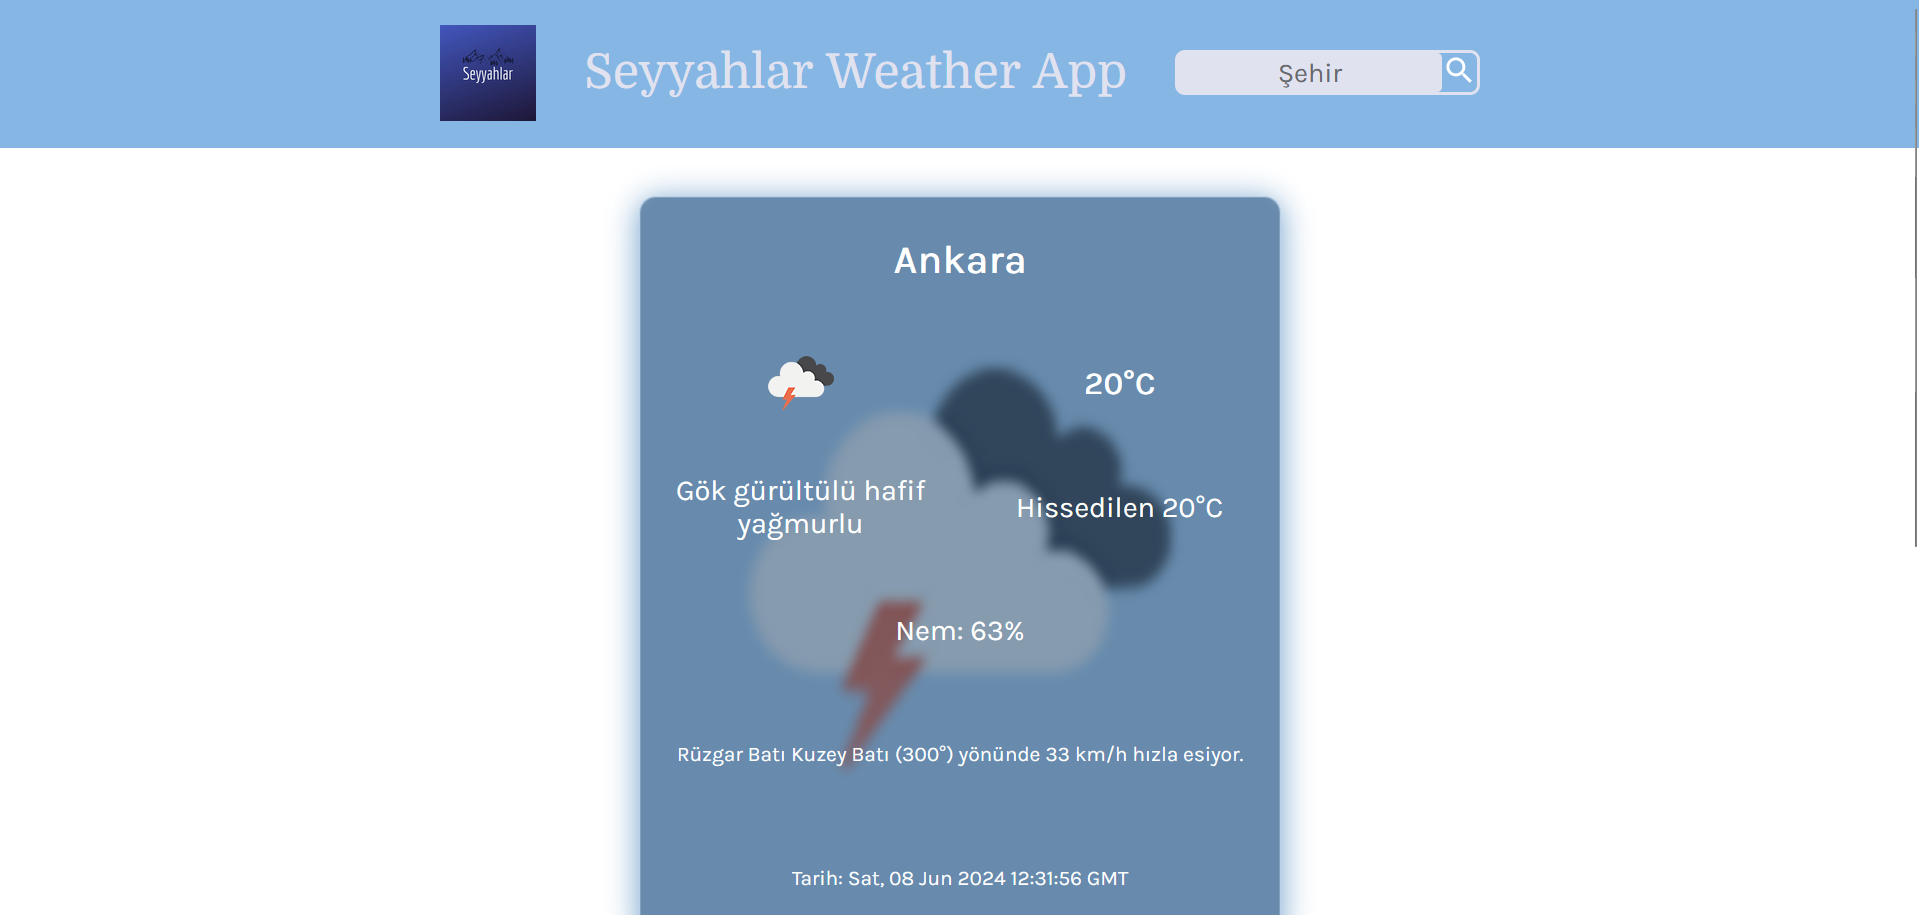 Seyyahlar
Seyyahlar Weather App
Şehir
Ankara
20°C
Gök gürültülü hafif
yağmurlu
Hissedilen 20°C
Nem: 63%
Rüzgar Batı Kuzey Batı (300°) yönünde 33 km/h hızla esiyor.
Tarih: Sat, 08 Jun 2024 12:31:56 GMT